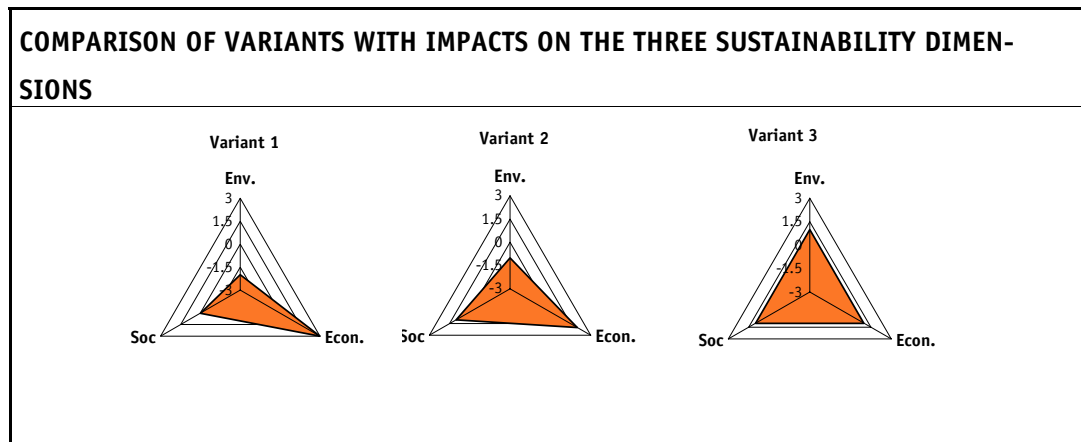 COMPARISON OF VARIANTS WITH IMPACTS ON THE THREE SUSTAINABILITY DIMEN-
SIONS
Variant 1
Env.
3
1.5
0
-1.5
-3
Soc
Econ.
Variant 2
Env.
3
1.5
0
-1.5
-3
Soc
Econ.
Variant 3
Env.
3
1.5
0
-1.5
-3
Soc
Econ.